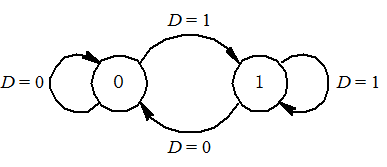 D = 1
D = 0
0
1
D = 1
D = 0